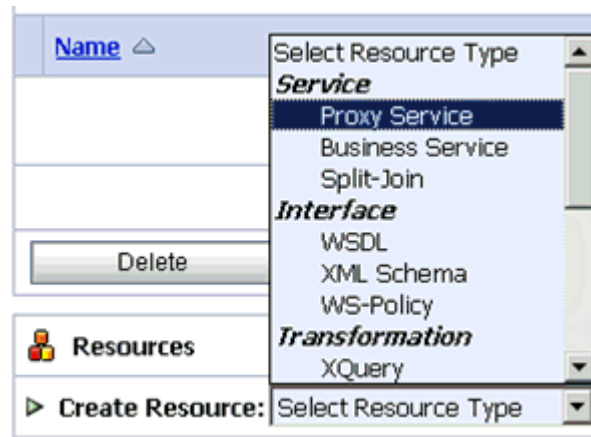 Name
Select Resource Type
Service
Proxy Service
Business Service
Split-Join
Interface
WSDL
XML Schema
WS-Policy
Transformation
XQuery
Delete
Resources
Create Resource: Select Resource Type